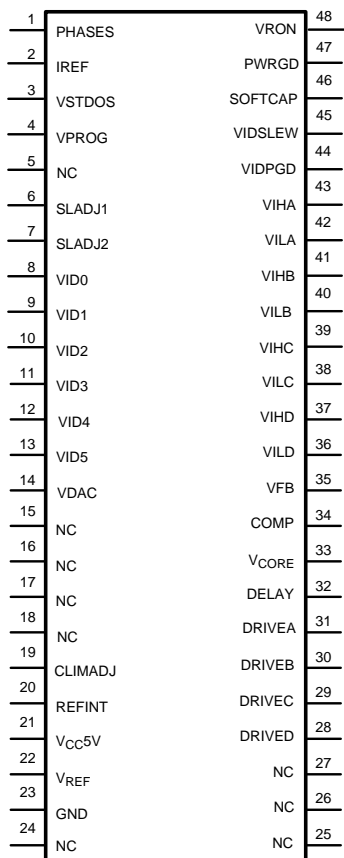 1 PHASES VRON 48
2 IREF PWRGD 47
3 VSTDOS SOFTCAP 46
4 VPROG VIDSLEW 45
5 NC VIDPGD 44
6 SLADJ1 VIHA 43
7 SLADJ2 VILA 42
8 VID0 VIHB 41
9 VID1 VILB 40
10 VID2 VIHC 39
11 VID3 VILC 38
12 VID4 VIHD 37
13 VID5 VILD 36
14 VDAC VFB 35
15 NC COMP 34
16 NC VCORE 33
17 NC DELAY 32
18 NC DRIVEA 31
19 CLIMADJ DRIVEB 30
20 REFINT DRIVEC 29
21 VCC5V DRIVED 28
22 VREF NC 27
23 GND NC 26
24 NC NC 25